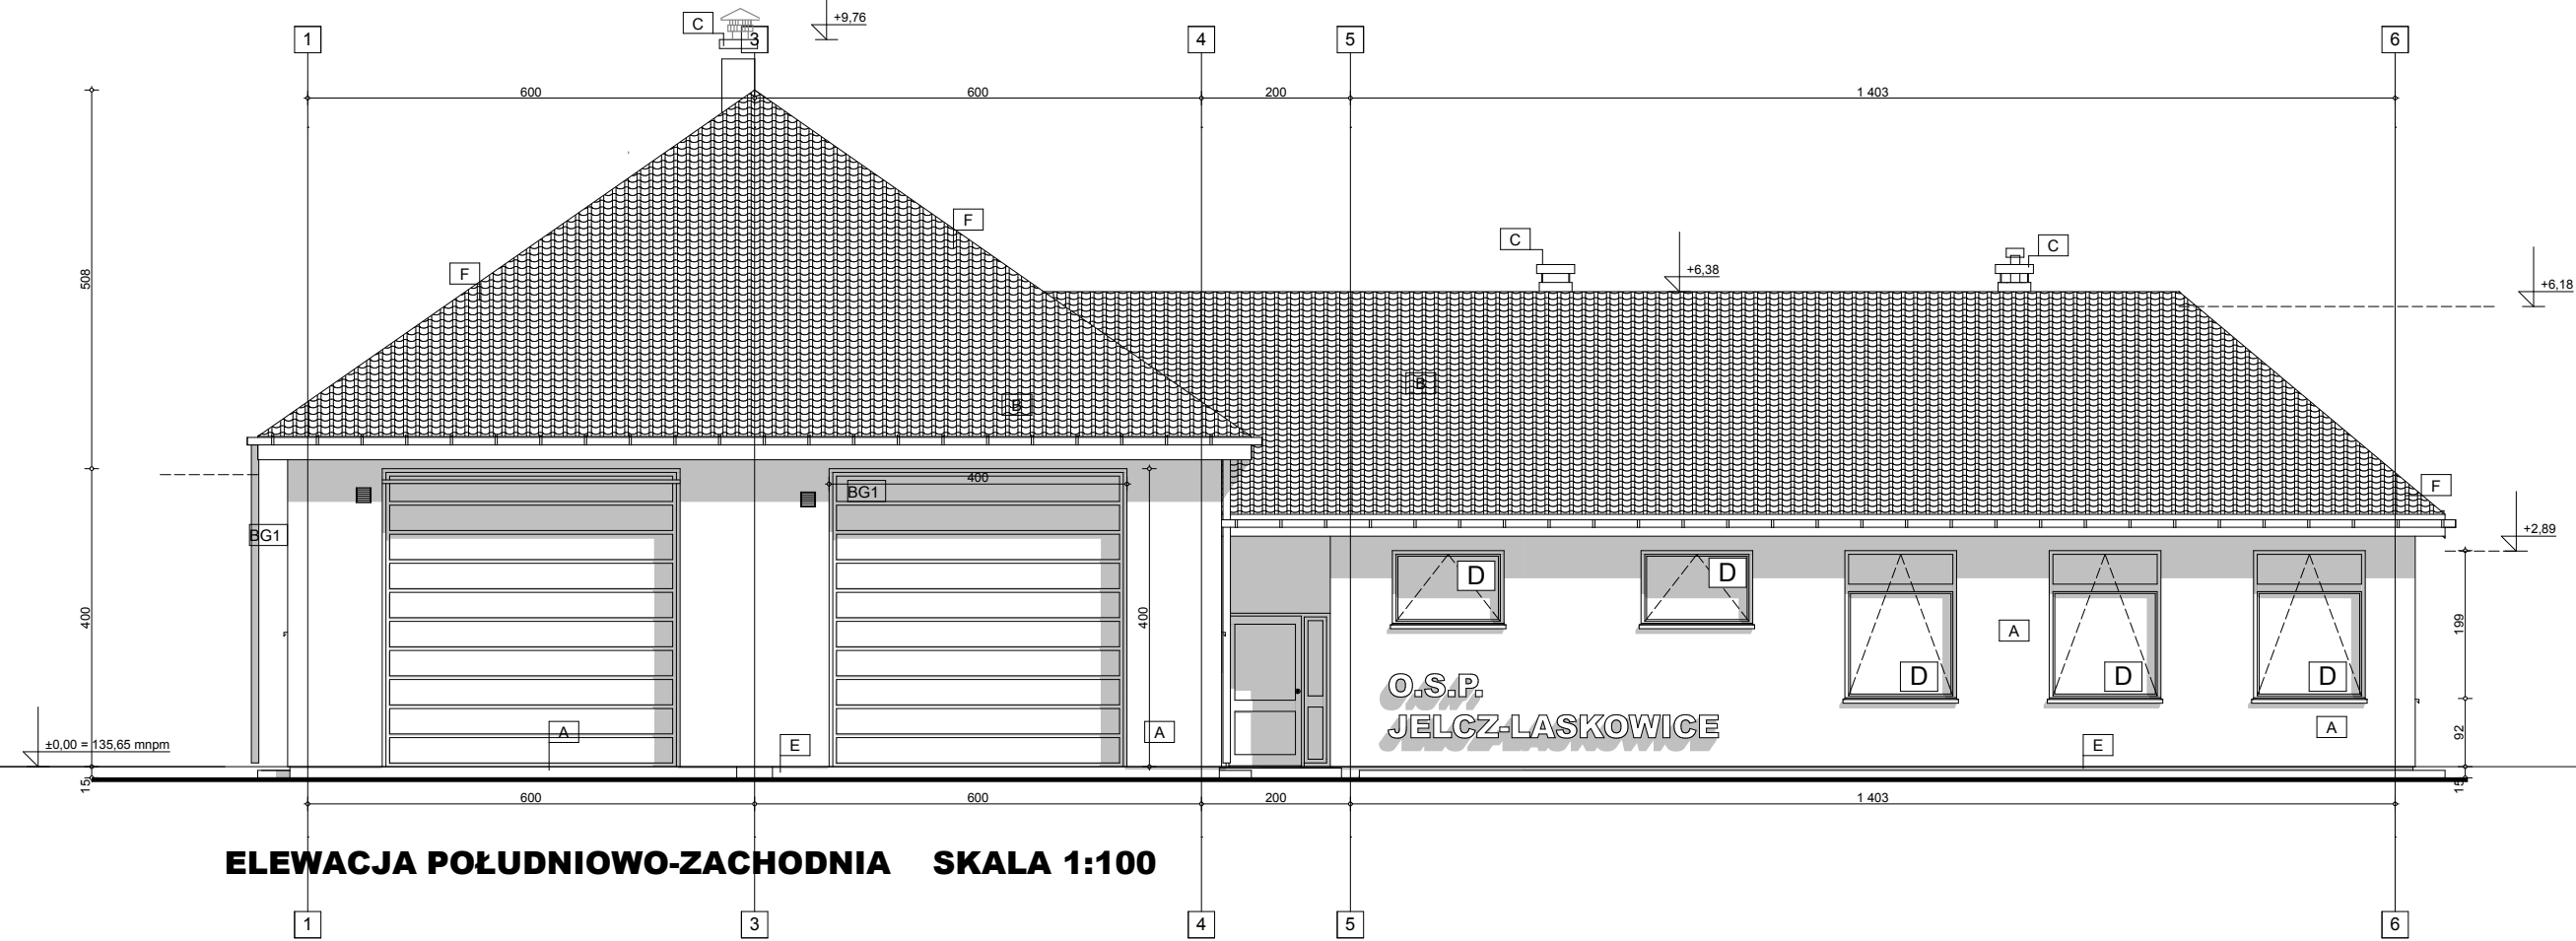 C +9,76
1 3 4 5 6
600 600 200 1 403
F
C C
+6,38
+6,18
508
F
B
B
BG1
400
F
BG1
+2,89
D D
400
400
A
199
D D D
O.S.P.
JELCZ-LASKOWICE
A A A
E E
92
±0,00 = 135,65 mnpm
15 15
600 600 200 1 403
ELEWACJA POŁUDNIOWO-ZACHODNIA SKALA 1:100
1 3 4 5 6